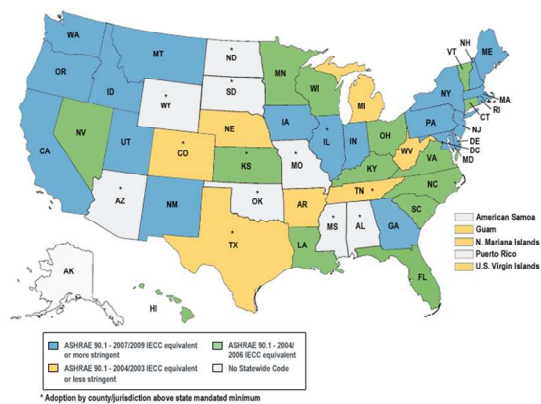 WA
MT
ND
*
MN
VT
NH
ME
OR
ID
WY
*
SD
*
WI
MI
NY
MA
RI
CT
NV
UT
CO
*
NE
IA
IL
*
IN
OH
PA
NJ
DE
DC
MD
CA
KS
*
MO
*
KY
WV
VA
AZ
*
NM
OK
*
AR
TN *
NC
SC
TX
*
LA
MS
*
AL
*
GA
FL
AK
HI
*
American Samoa
Guam
N. Mariana Islands
Puerto Rico
U.S. Virgin Islands
ASHRAE 90.1 - 2007/2009 IECC equivalent
or more stringent
ASHRAE 90.1 - 2004/2003 IECC equivalent
or less stringent
ASHRAE 90.1 - 2004/
2006 IECC equivalent
No Statewide Code
* Adoption by county/jurisdiction above state mandated minimum